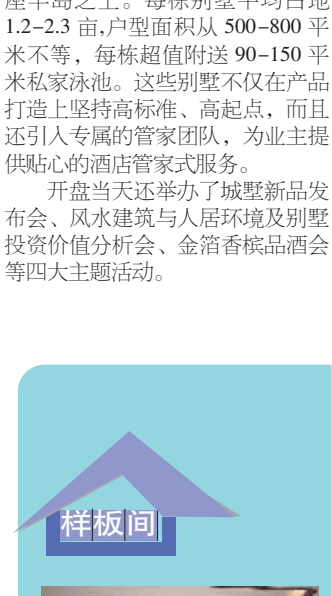 座半岛之上。每栋别墅平均占地
1.2-2.3 亩,户型面积从 500-800 平
米不等，每栋超值附送 90-150 平
米私家泳池。这些别墅不仅在产品
打造上坚持高标准、高起点，而且
还引入专属的管家团队，为业主提
供贴心的酒店管家式服务。
开盘当天还举办了城墅新品发
布会、风水建筑与人居环境及别墅
投资价值分析会、金箔香槟品酒会
等四大主题活动。
样板间